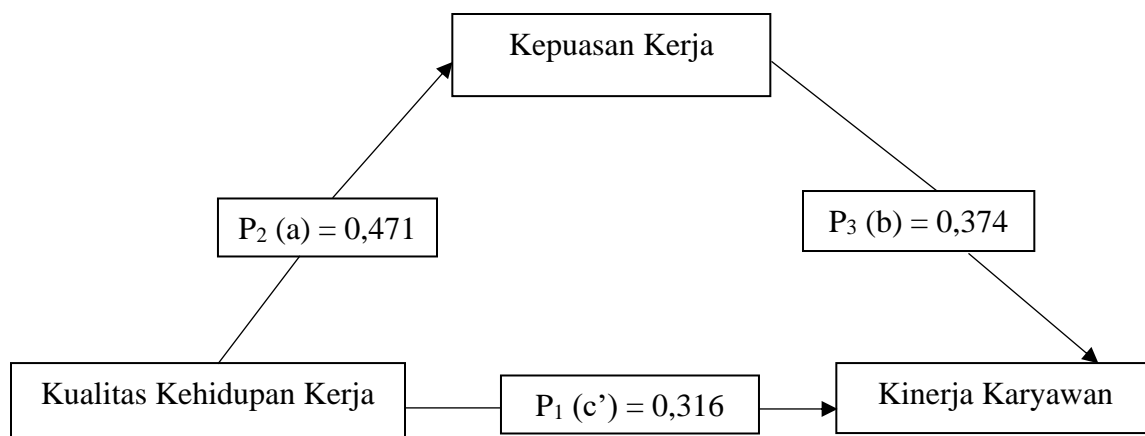 Kepuasan Kerja
P₂ (a) = 0,471
P₃ (b) = 0,374
Kualitas Kehidupan Kerja
P₁ (c’) = 0,316
Kinerja Karyawan